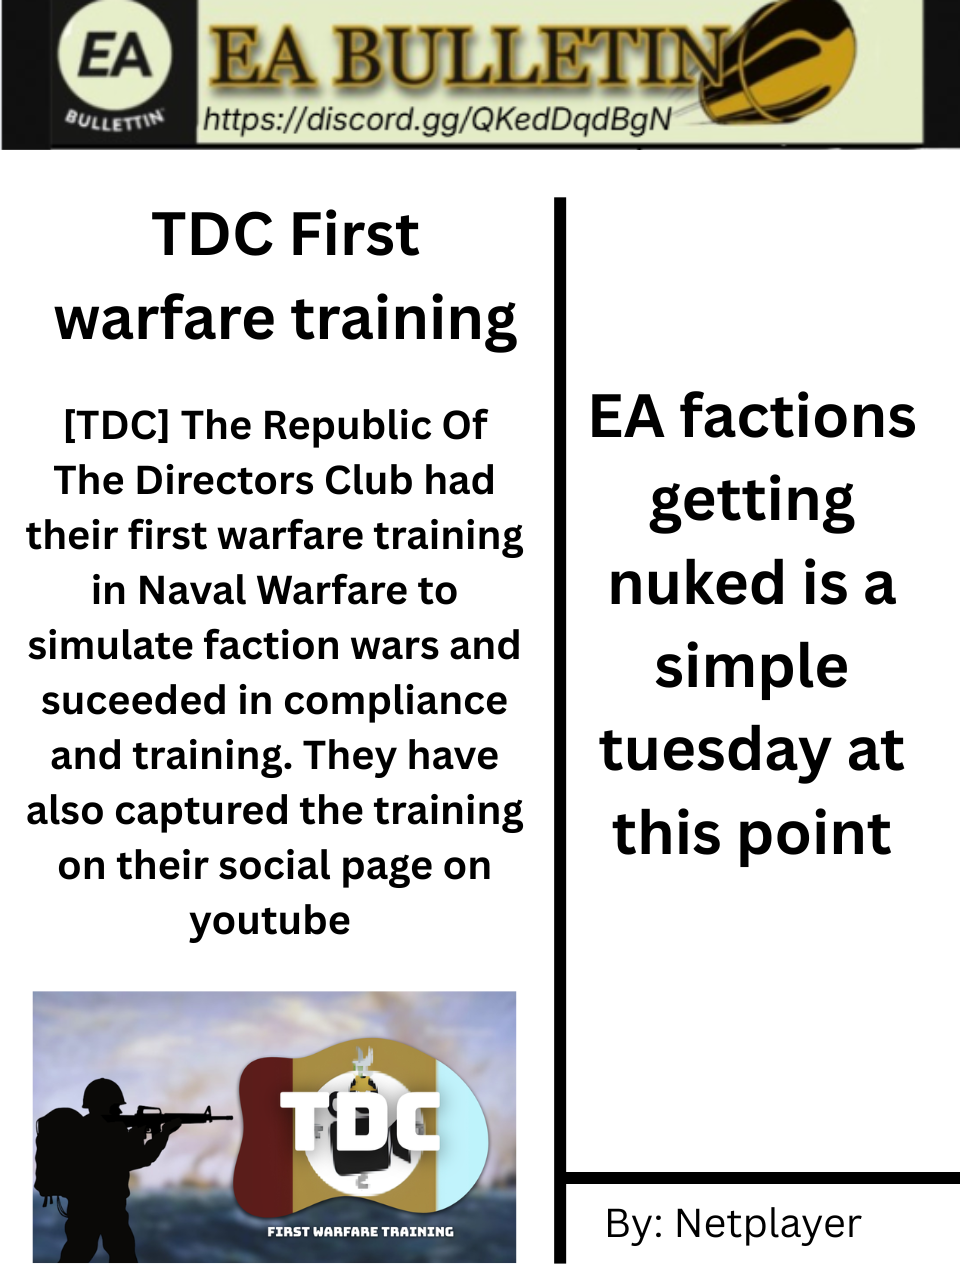 EA
BULLETTIN
EA BULLETIN
https://discord.gg/QKedDqdBgN
TDC First
warfare training
[TDC] The Republic Of
The Directors Club had
their first warfare training
in Naval Warfare to
simulate faction wars and
suceeded in compliance
and training. They have
also captured the training
on their social page on
youtube
TDC
FIRST WARFARE TRAINING
EA factions
getting
nuked is a
simple
tuesday at
this point
By: Netplayer